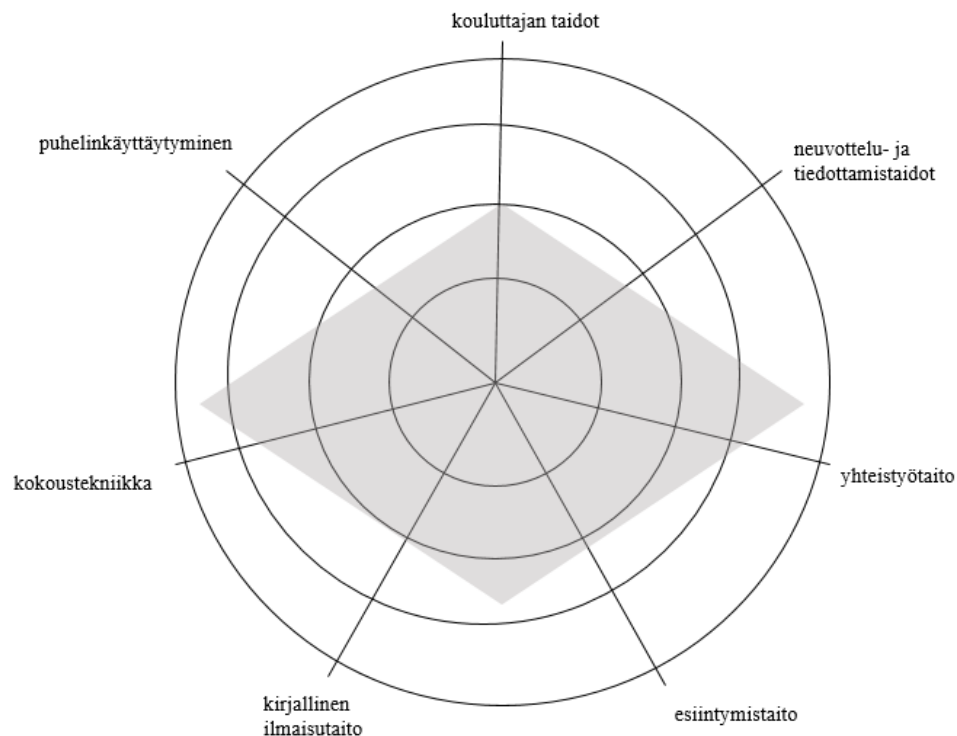 kouluttajan taidot
puhelinkäyttäytyminen
neuvottelu- ja
tiedottamistaidot
kokoustekniikka
yhteistyötaito
kirjallinen
ilmaisutaito
esiintymistaito